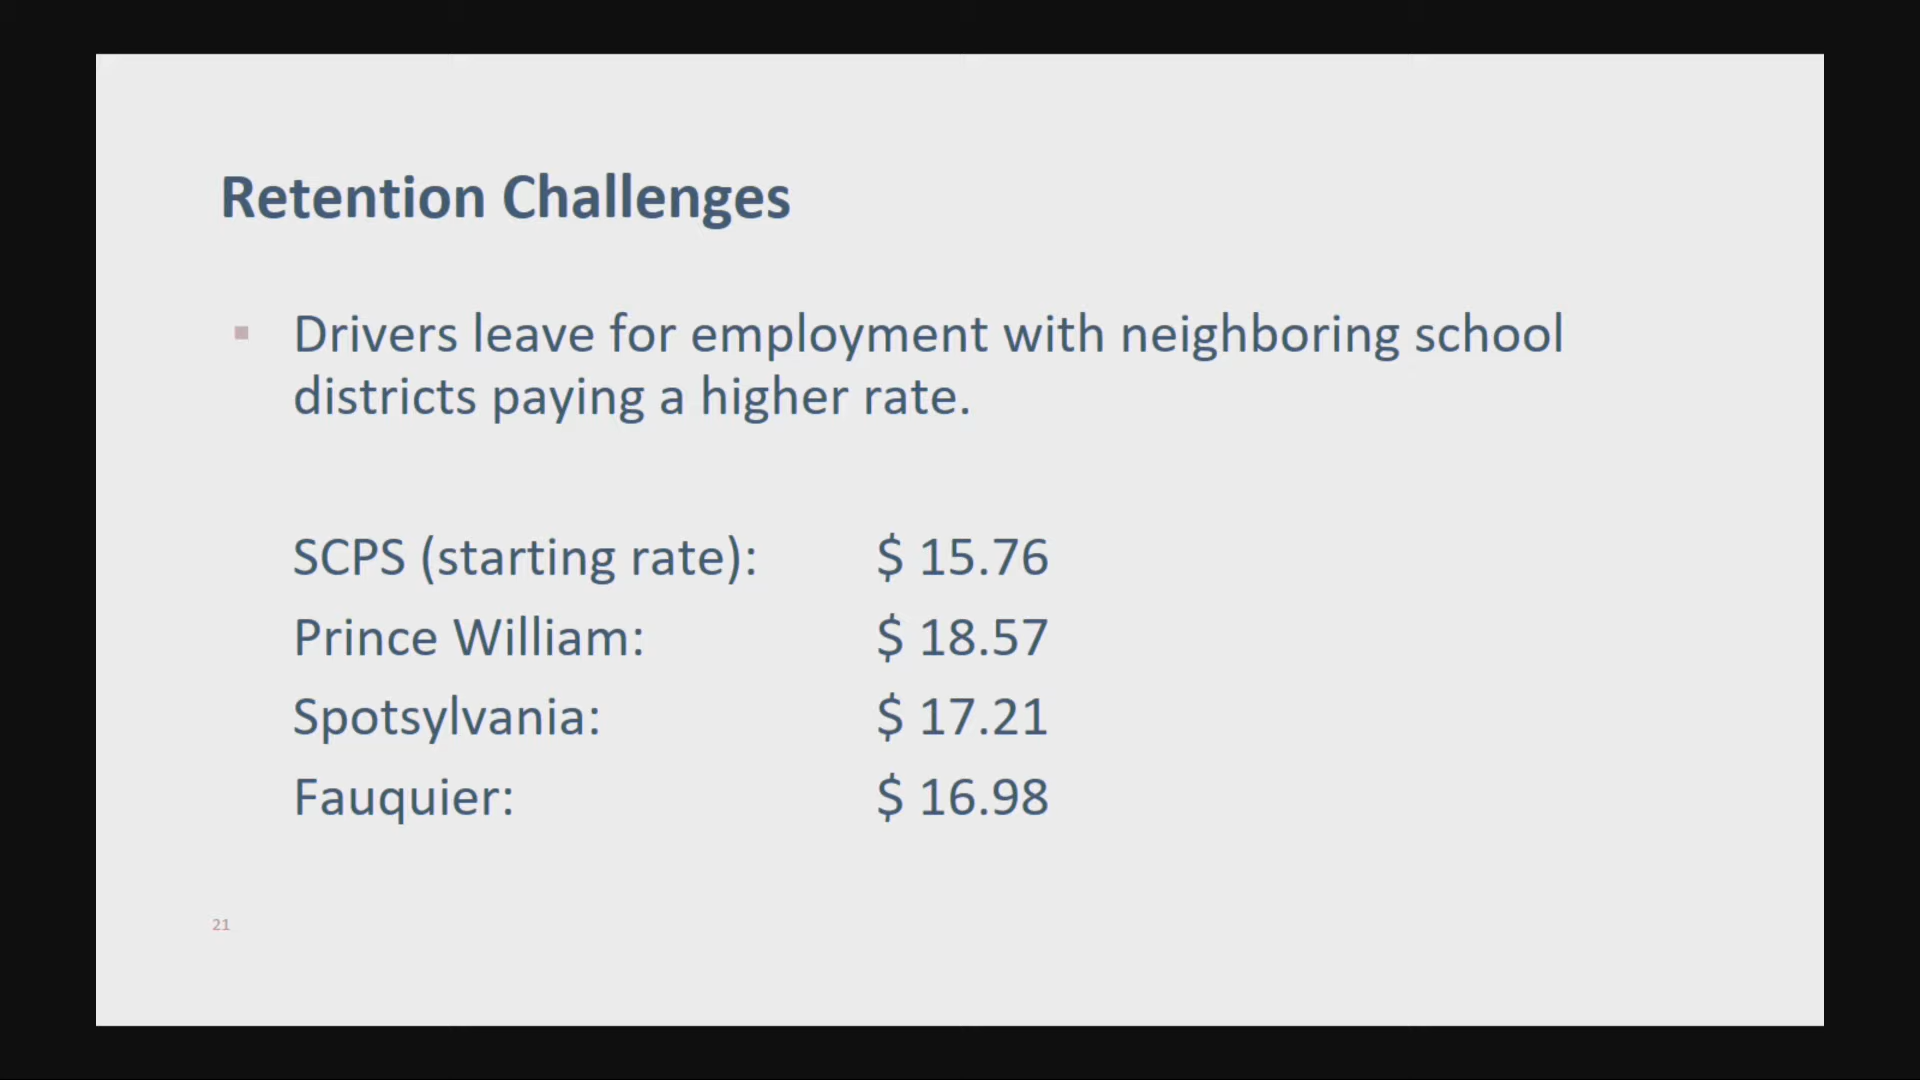 Retention Challenges
▪ Drivers leave for employment with neighboring school
districts paying a higher rate.
SCPS (starting rate): $ 15.76
Prince William: $ 18.57
Spotsylvania: $ 17.21
Fauquier: $ 16.98
21